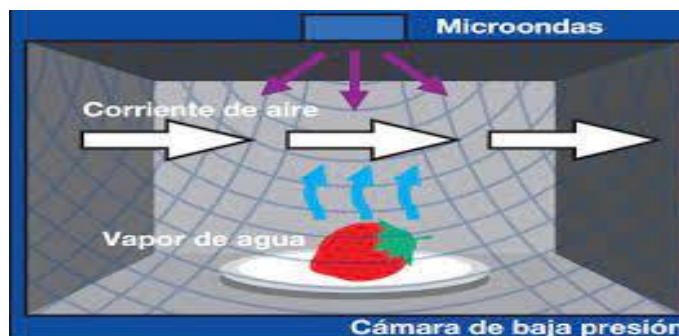 Microondas
Corriente de aire
Vapor de agua
Cámara de baja presión